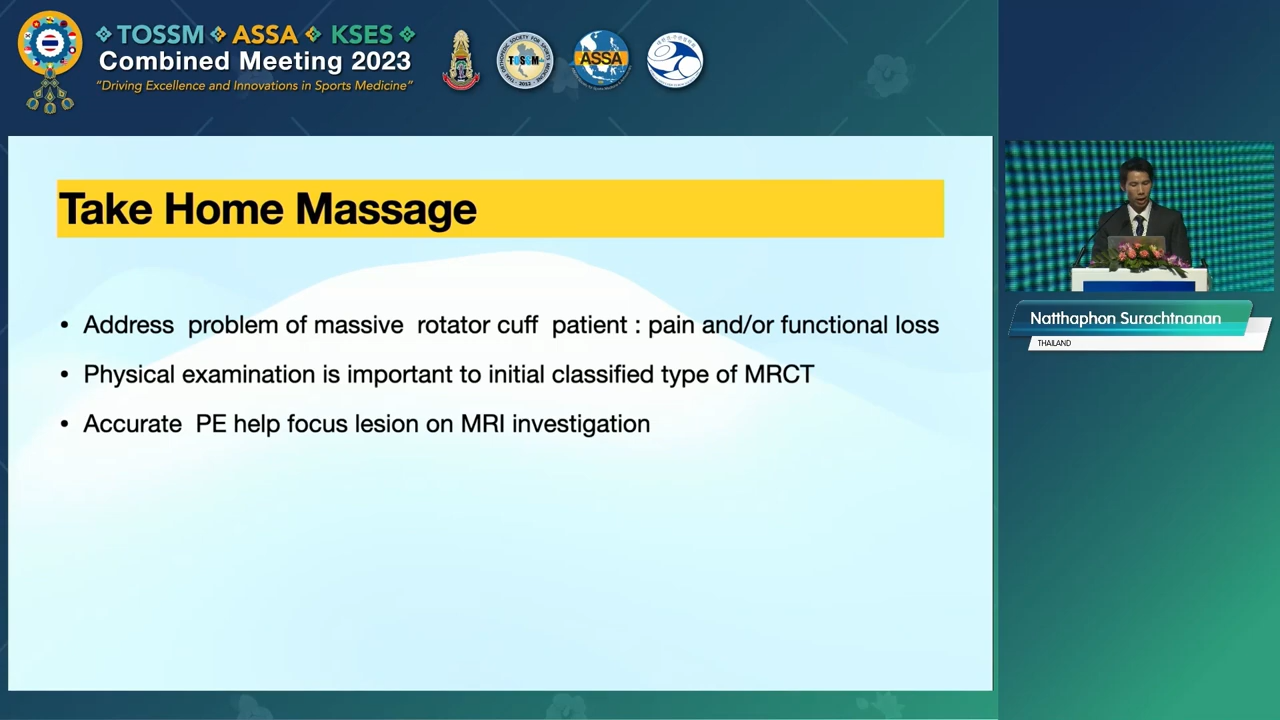 TOSSM ASSA KSES
Combined Meeting 2023
“Driving Excellence and Innovations in Sports Medicine”
TOSSM
ASSA
Take Home Massage
• Address problem of massive rotator cuff patient : pain and/or functional loss
• Physical examination is important to initial classified type of MRCT
• Accurate PE help focus lesion on MRI investigation
Natthaphon Surachtnanan
THAILAND